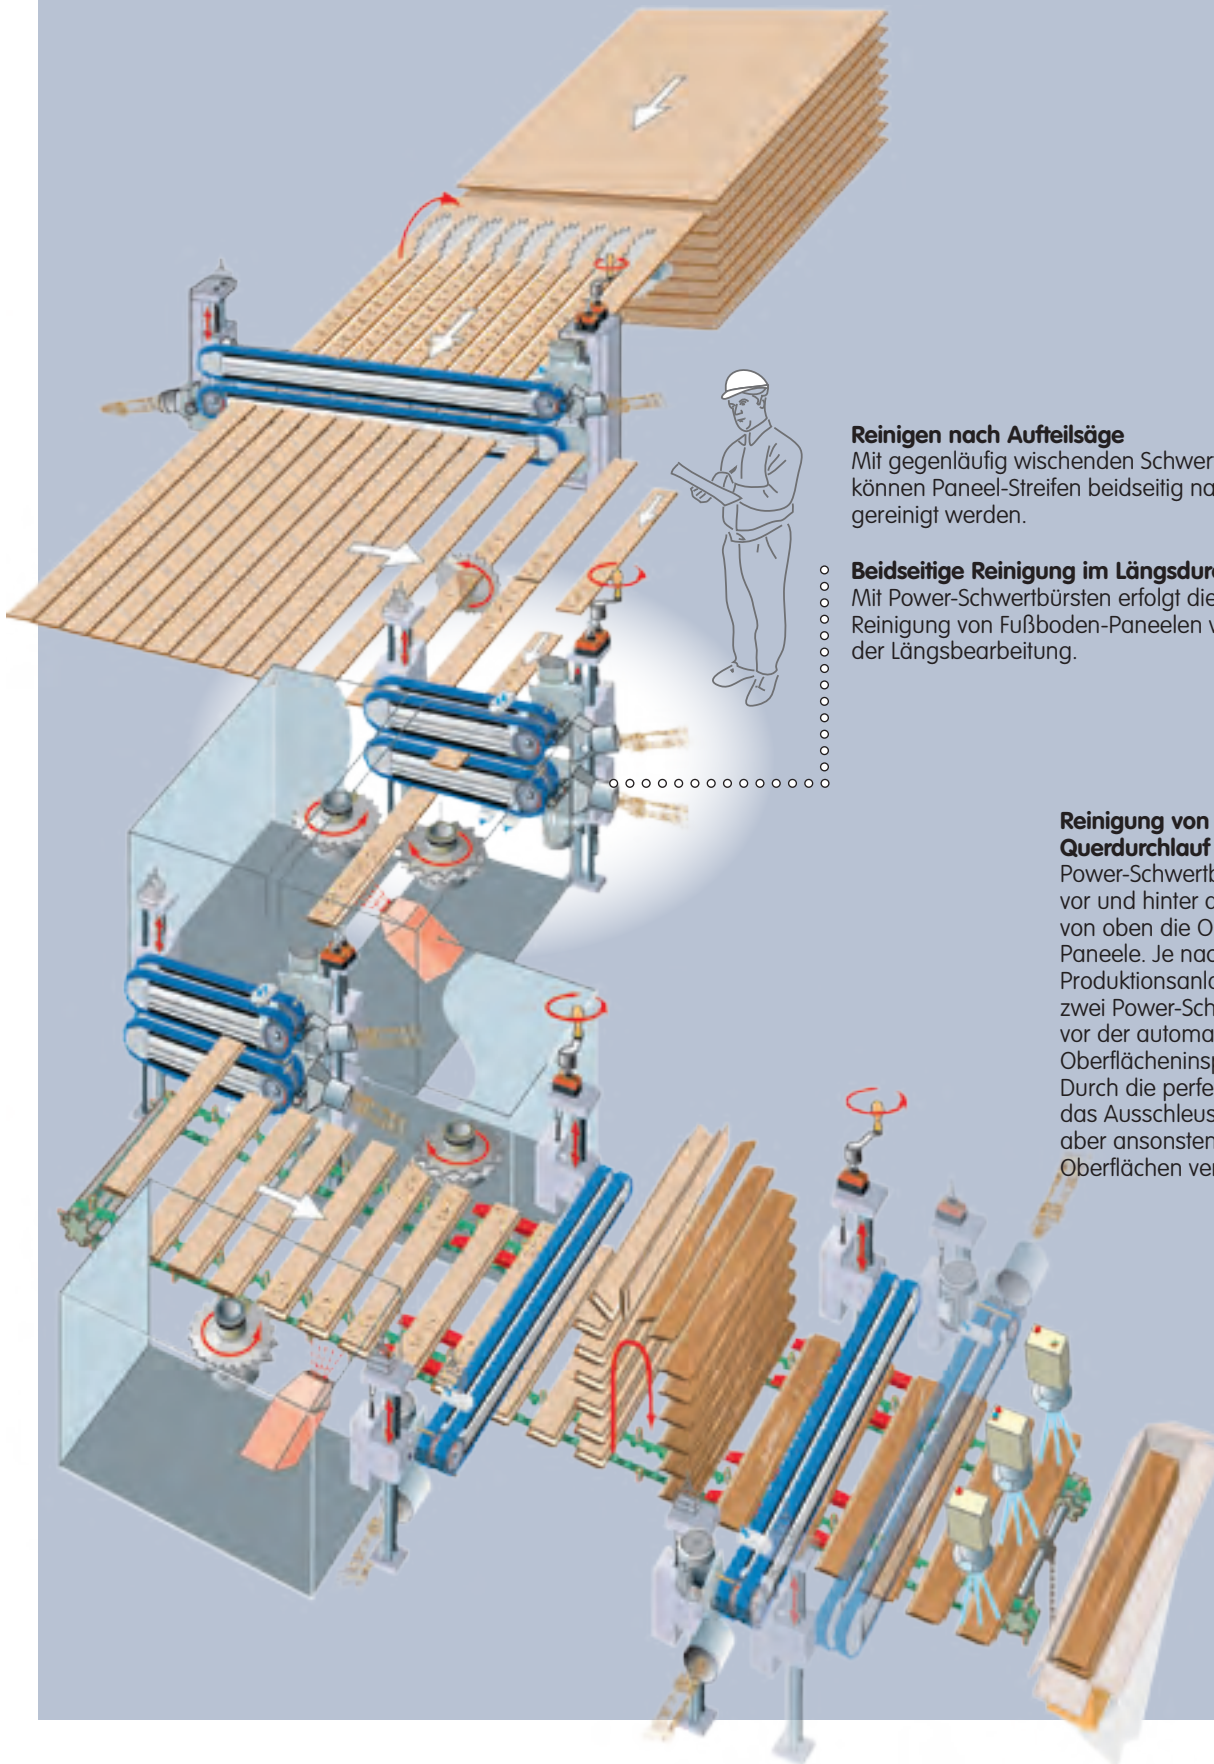 Reinigen nach Aufteilsäge
Mit gegenläufig wischenden Schwer
können Paneel-Streifen beidseitig na
gereinigt werden.
Beidseitige Reinigung im Längsdur
Mit Power-Schwertbürsten erfolgt die
Reinigung von Fußboden-Paneelen v
der Längsbearbeitung.
Reinigung von
Querdurchlauf
Power-Schwertb
vor und hinter d
von oben die O
Paneele. Je nac
Produktionsanla
zwei Power-Sch
vor der automa
Oberflächeninsp
Durch die perfe
das Ausschleus
aber ansonsten
Oberflächen ver